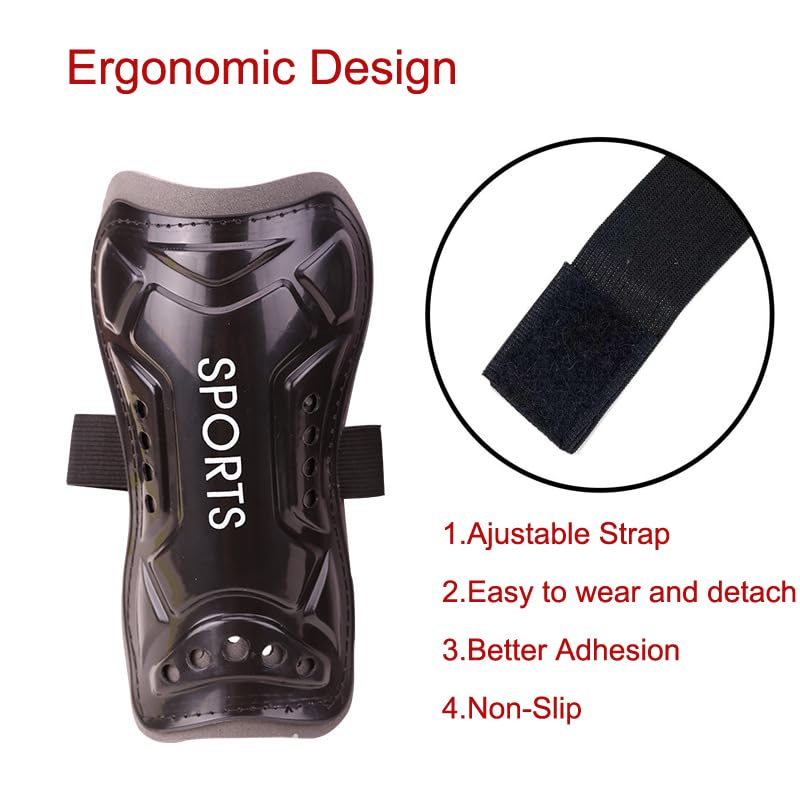 Ergonomic Design
SPORTS
1.Ajustable Strap
2.Easy to wear and detach
3.Better Adhesion
4.Non-Slip